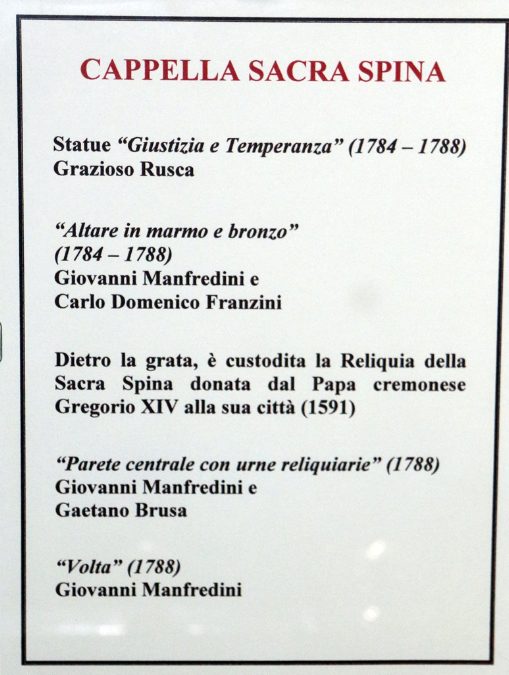 CAPPELLA SACRA SPINA
Statue “Giustizia e Temperanza” (1784 – 1788)
Grazioso Rusca
“Altare in marmo e bronzo”
(1784 – 1788)
Giovanni Manfredini e
Carlo Domenico Franzini
Dietro la grata, è custodita la Reliquia della
Sacra Spina donata dal Papa cremonese
Gregorio XIV alla sua città (1591)
“Parete centrale con urne reliquiarie” (1788)
Giovanni Manfredini e
Gaetano Brusa
“Volta” (1788)
Giovanni Manfredini